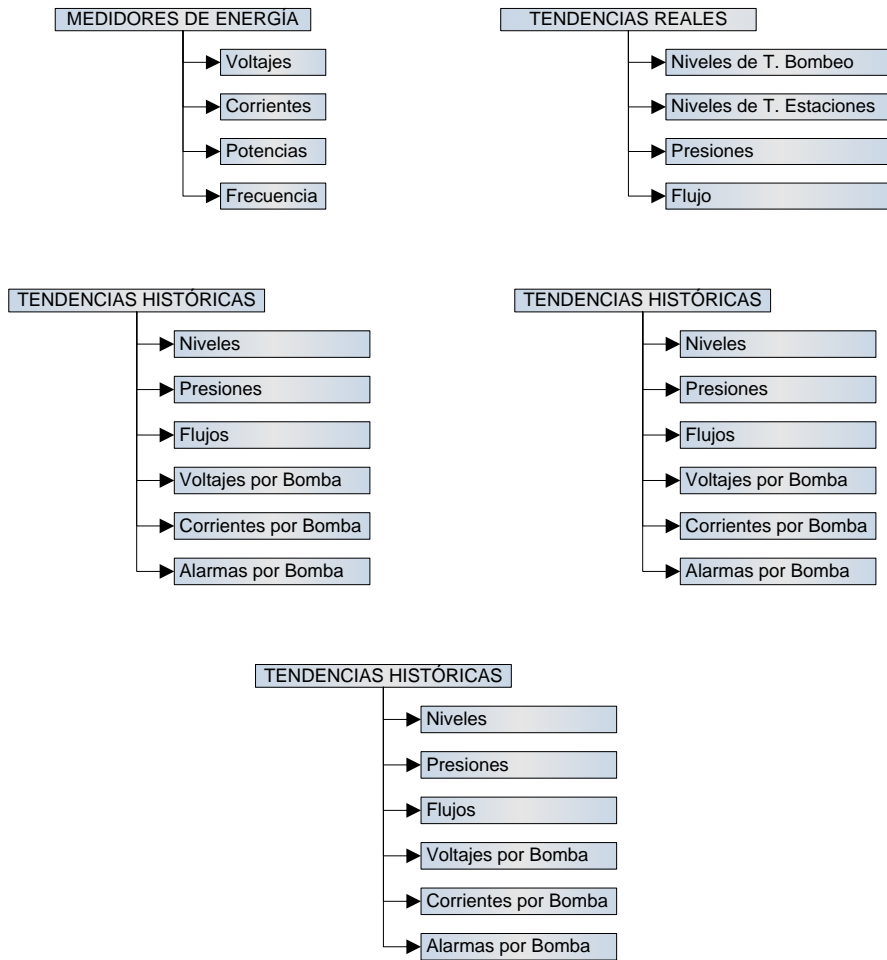 MEDIDORES DE ENERGÍA
Voltajes
Corrientes
Potencias
Frecuencia
TENDENCIAS REALES
Niveles de T. Bombeo
Niveles de T. Estaciones
Presiones
Flujo
TENDENCIAS HISTÓRICAS
Niveles
Presiones
Flujos
Voltajes por Bomba
Corrientes por Bomba
Alarmas por Bomba
TENDENCIAS HISTÓRICAS
Niveles
Presiones
Flujos
Voltajes por Bomba
Corrientes por Bomba
Alarmas por Bomba
TENDENCIAS HISTÓRICAS
Niveles
Presiones
Flujos
Voltajes por Bomba
Corrientes por Bomba
Alarmas por Bomba